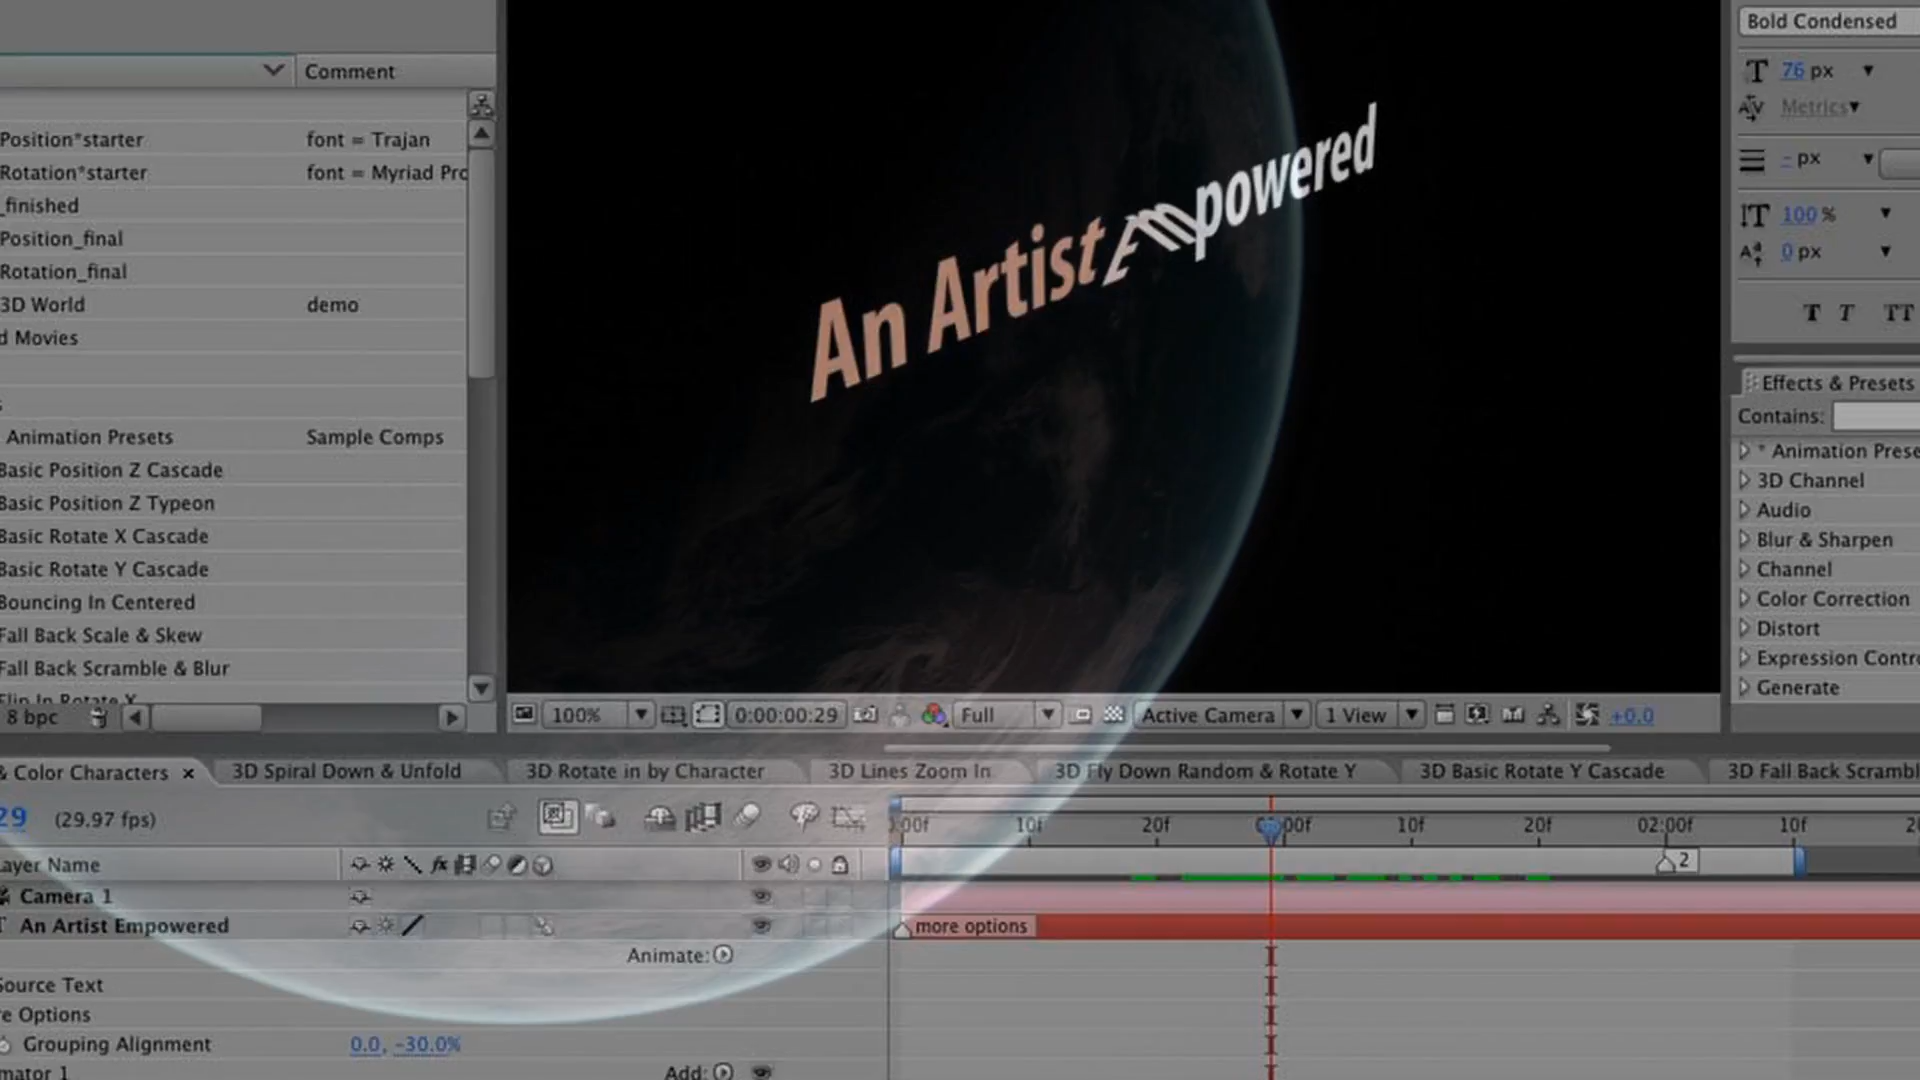 Comment
Position*starter font = Trajan
Rotation*starter font = Myriad Pro
_finished
Position_final
Rotation_final
3D World demo
d Movies
s
Animation Presets Sample Comps
Basic Position Z Cascade
Basic Position Z Typeon
Basic Rotate X Cascade
Basic Rotate Y Cascade
Bouncing In Centered
Fall Back Scale & Skew
Fall Back Scramble & Blur
Flip In Rotate Y
8 bpc
An Artist Empowered
100% 0:00:00:29 Full Active Camera 1 View +0.0
Bold Condensed
76 px
Metrics
- px
100 %
0 px
T T TT
Effects & Presets
Contains:
* Animation Prese
3D Channel
Audio
Blur & Sharpen
Channel
Color Correction
Distort
Expression Contro
Generate
& Color Characters × 3D Spiral Down & Unfold 3D Rotate in by Character 3D Lines Zoom In 3D Fly Down Random & Rotate Y 3D Basic Rotate Y Cascade 3D Fall Back Scrambl
29 (29.97 fps)
:00f 10f 20f 00f 10f 20f 02:00f 10f 20
ayer Name fx
2
Camera 1
An Artist Empowered more options
Animate:
Source Text
re Options
Grouping Alignment 0.0, -30.0%
mator 1 Add: